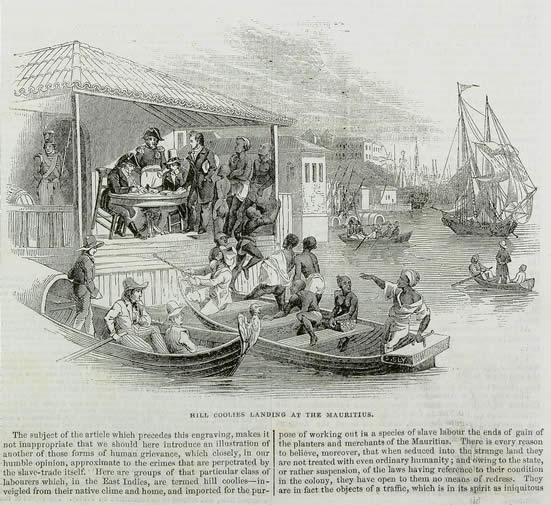 HILL COOLIES LANDING AT THE MAURITIUS.
The subject of the article which precedes this engraving, makes it
not inappropriate that we should here introduce an illustration of
another of those forms of human grievance, which closely, in our
humble opinion, approximate to the crimes that are perpetrated by
the slave-trade itself. Here are groups of that particular class of
labourers which, in the East Indies, are termed hill coolies—in-
veigled from their native clime and home, and imported for the pur-
pose of working out in a species of slave labour the ends of gain of
the planters and merchants of the Mauritius. There is every reason
to believe, moreover, that when seduced into the strange land they
are not treated with even ordinary humanity; and owing to the state,
or rather suspension, of the laws having reference to their condition
in the colony, they have open to them no means of redress. They
are in fact the objects of a traffic, which is in its spirit as iniquitous